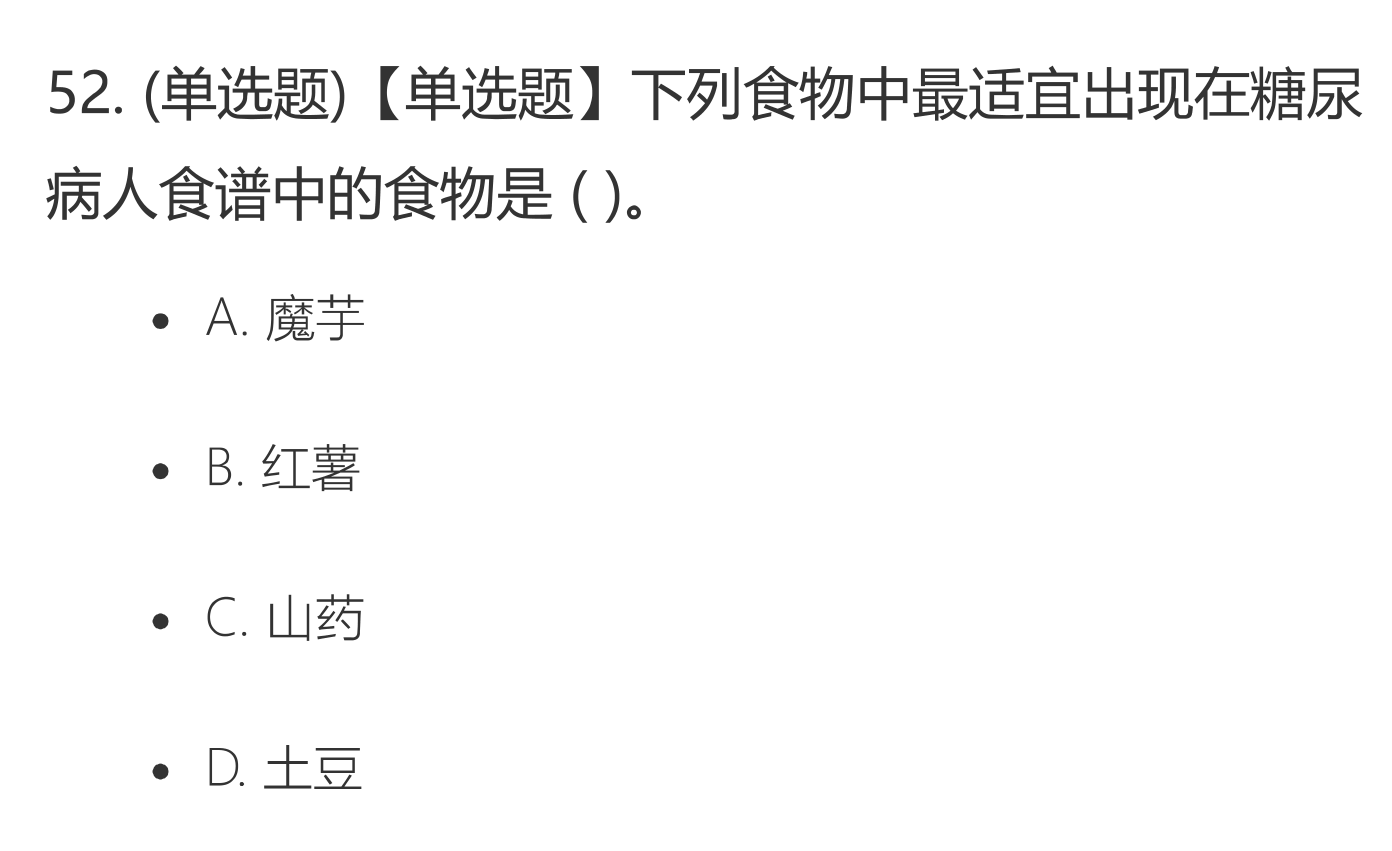 52. (单选题)【单选题】下列食物中最适宜出现在糖尿
病人食谱中的食物是 ( )。
A. 魔芋
B. 红薯
C. 山药
D. 土豆